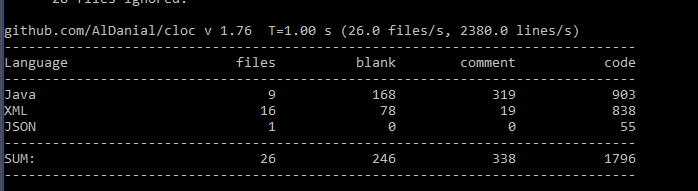 28 files ignored.
github.com/AlDanial/cloc v 1.76  T=1.00 s (26.0 files/s, 2380.0 lines/s)
-------------------------------------------------------------------------------
Language                     files          blank        comment           code
-------------------------------------------------------------------------------
Java                             9            168            319            903
XML                             16             78             19            838
JSON                             1              0              0             55
-------------------------------------------------------------------------------
SUM:                            26            246            338           1796
-------------------------------------------------------------------------------